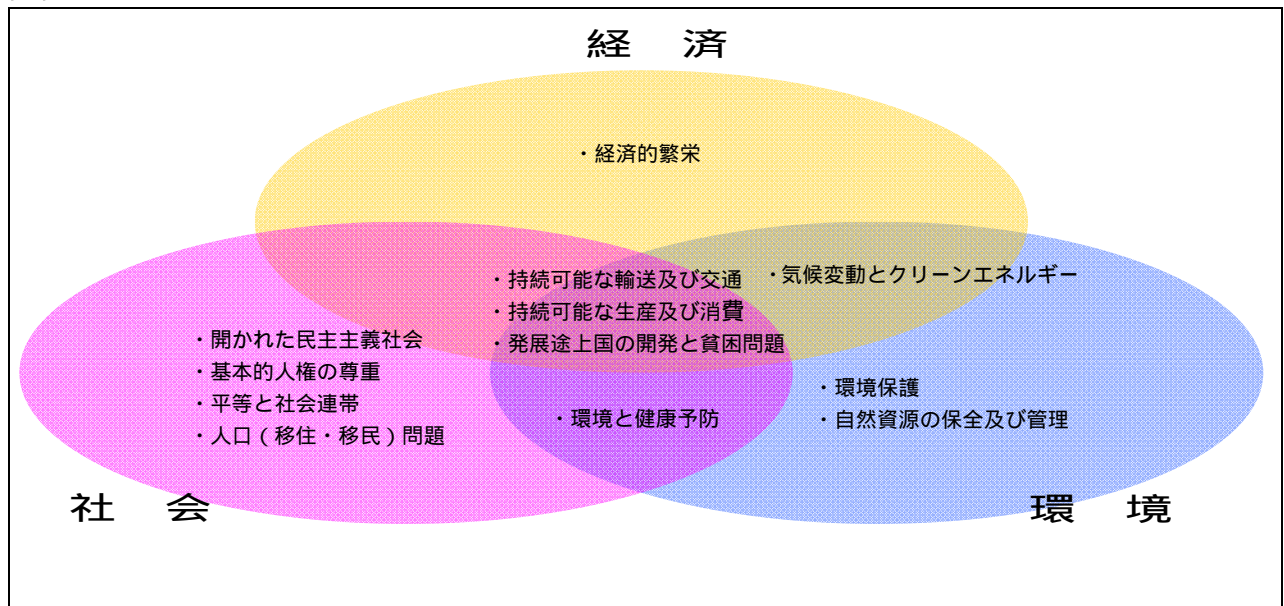 経 済
・経済的繁栄
・持続可能な輸送及び交通
・持続可能な生産及び消費
・発展途上国の開発と貧困問題
・気候変動とクリーンエネルギー
・開かれた民主主義社会
・基本的人権の尊重
・平等と社会連帯
・人口(移住・移民)問題
・環境と健康予防
・環境保護
・自然資源の保全及び管理
社 会
環 境